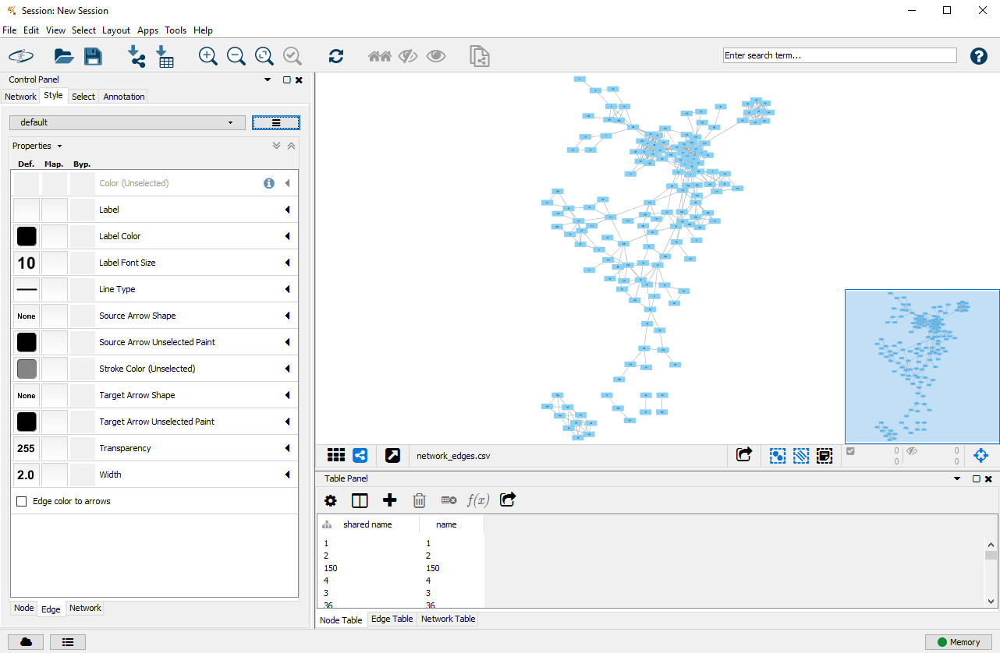 Session: New Session
File Edit View Select Layout Apps Tools Help
Enter search term...
Control Panel
Network Style Select Complete Annotation
default
Properties
Def. Map. Byp.
Color (Unselected)
Label
Label Color
10 Label Font Size
Line Type
None Source Arrow Shape
Source Arrow Unselected Paint
Stroke Color (Unselected)
None Target Arrow Shape
Target Arrow Unselected Paint
255 Transparency
2.0 Width
Edge color to arrows
Node Edge Network
network_edges.csv
0 0
0 0
Table Panel
f(x)
shared name name
1 1
2 2
150 150
4 4
3 3
36 36
Node Table Edge Table Network Table
Memory